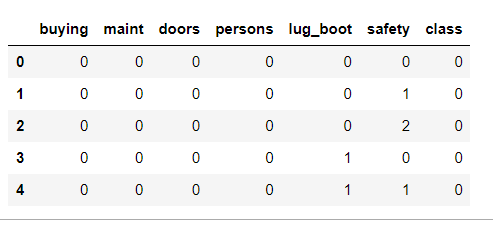 buying maint doors persons lug_boot safety class
0 0 0 0 0 0 0 0
1 0 0 0 0 0 1 0
2 0 0 0 0 0 2 0
3 0 0 0 0 1 0 0
4 0 0 0 0 1 1 0